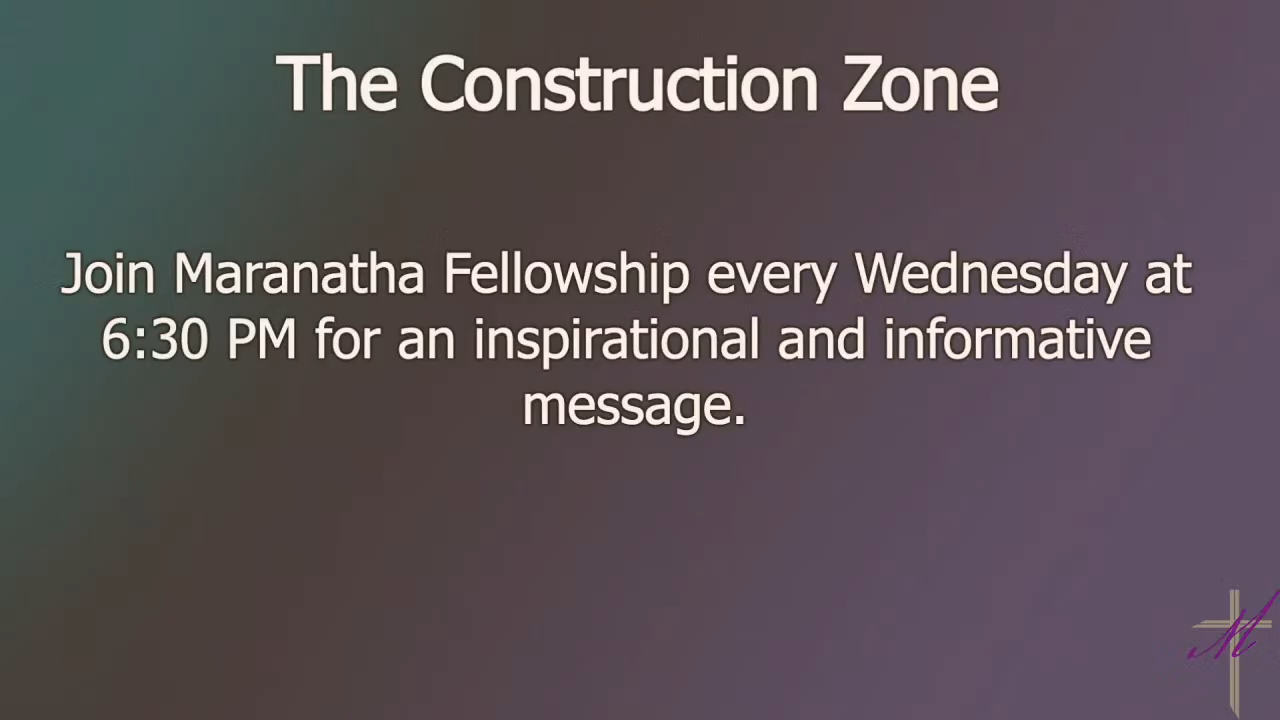 The Construction Zone
Join Maranatha Fellowship every Wednesday at
6:30 PM for an inspirational and informative
message.
M